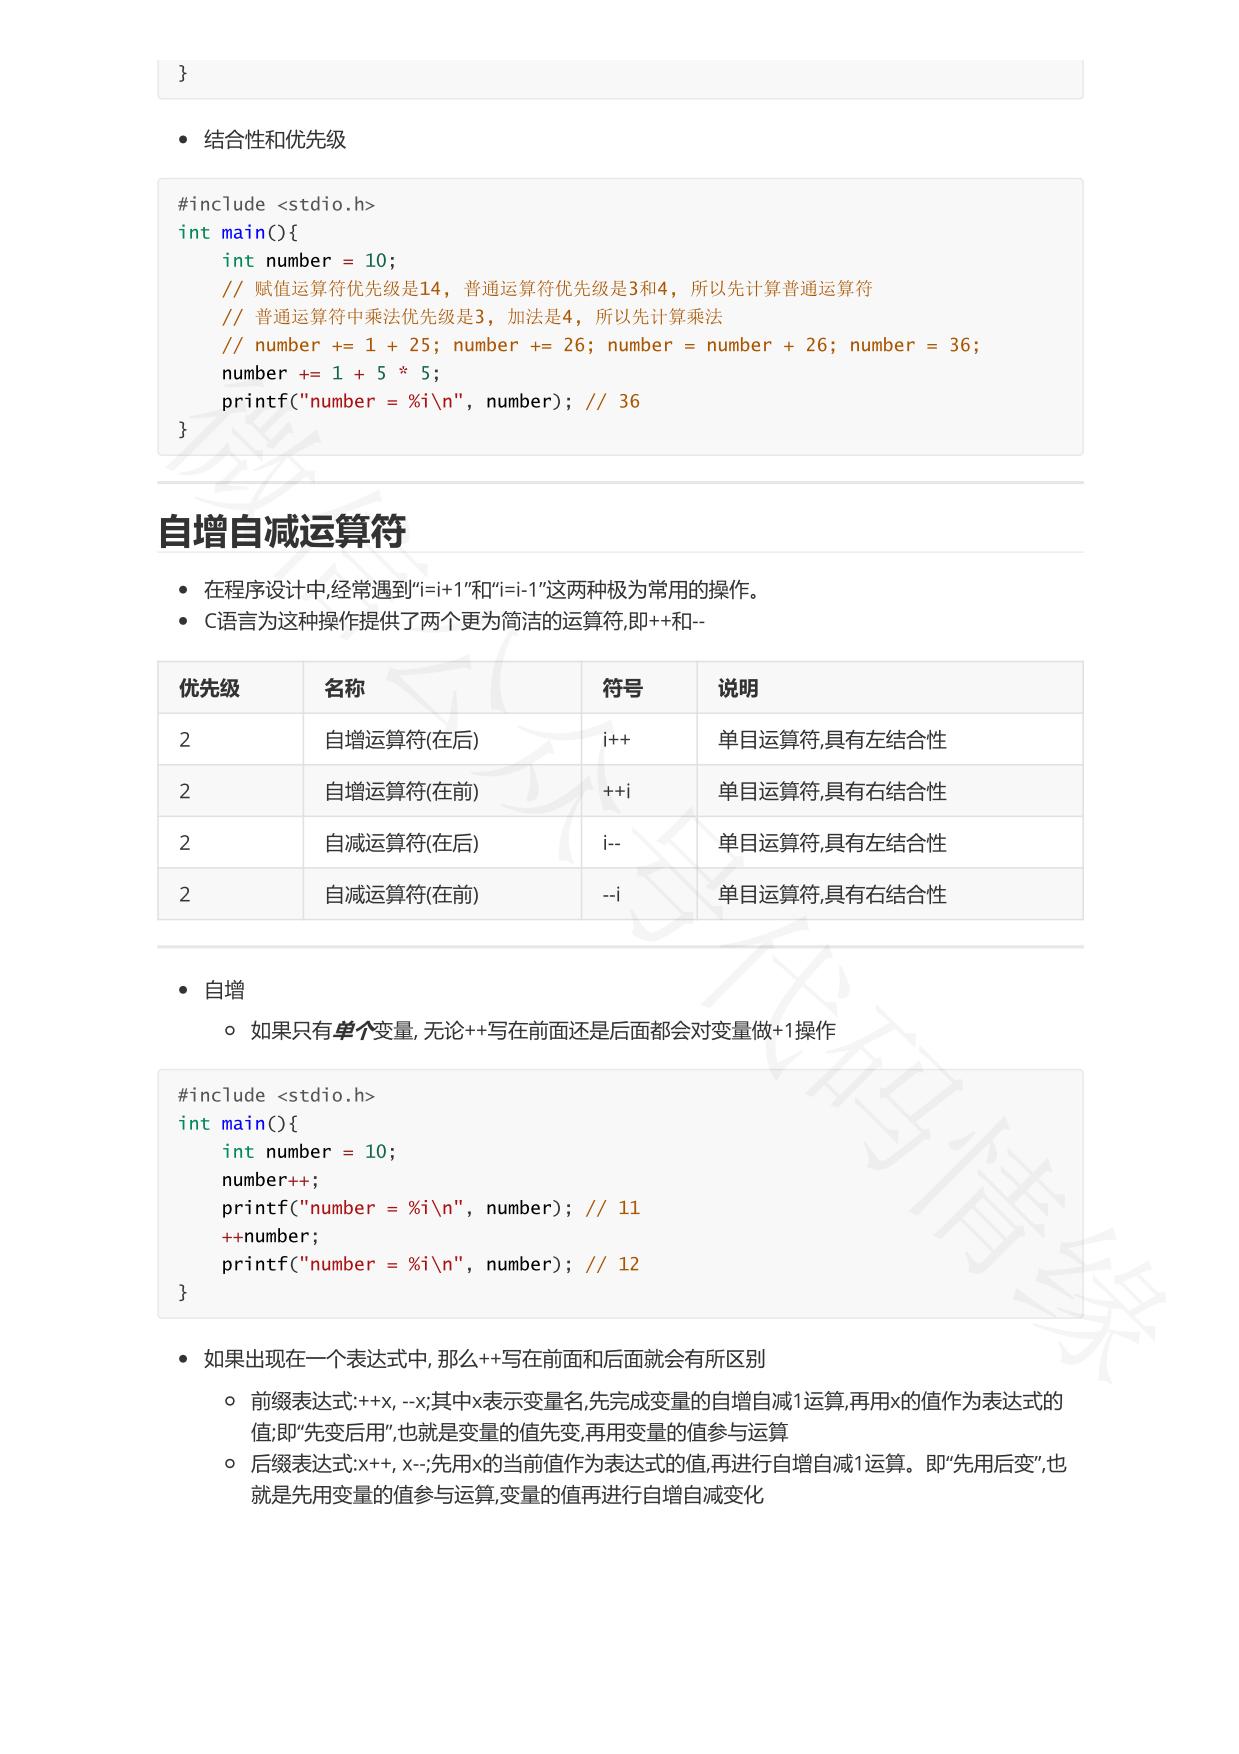 }
结合性和优先级
#include <stdio.h>
int main(){
    int number = 10;
    // 赋值运算符优先级是14, 普通运算符优先级是3和4, 所以先计算普通运算符
    // 普通运算符中乘法优先级是3, 加法是4, 所以先计算乘法
    // number += 1 + 25; number += 26; number = number + 26; number = 36;
    number += 1 + 5 * 5;
    printf("number = %i\n", number); // 36
}
自增自减运算符
在程序设计中,经常遇到“i=i+1”和“i=i-1”这两种极为常用的操作。
C语言为这种操作提供了两个更为简洁的运算符,即++和--
优先级 名称 符号 说明
2 自增运算符(在后) i++ 单目运算符,具有左结合性
2 自增运算符(在前) ++i 单目运算符,具有右结合性
2 自减运算符(在后) i-- 单目运算符,具有左结合性
2 自减运算符(在前) --i 单目运算符,具有右结合性
自增
如果只有单个变量, 无论++写在前面还是后面都会对变量做+1操作
#include <stdio.h>
int main(){
    int number = 10;
    number++;
    printf("number = %i\n", number); // 11
    ++number;
    printf("number = %i\n", number); // 12
}
如果出现在一个表达式中, 那么++写在前面和后面就会有所区别
前缀表达式:++x, --x;其中x表示变量名,先完成变量的自增自减1运算,再用x的值作为表达式的
值;即“先变后用”,也就是变量的值先变,再用变量的值参与运算
后缀表达式:x++, x--;先用x的当前值作为表达式的值,再进行自增自减1运算。即“先用后变”,也
就是先用变量的值参与运算,变量的值再进行自增自减变化
微信公众号代码情缘